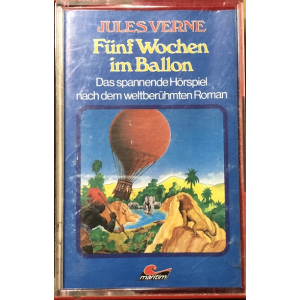 JULES VERNE
Fünf Wochen
im Ballon
Das spannende Hörspiel
nach dem weltberühmten Roman
maritim